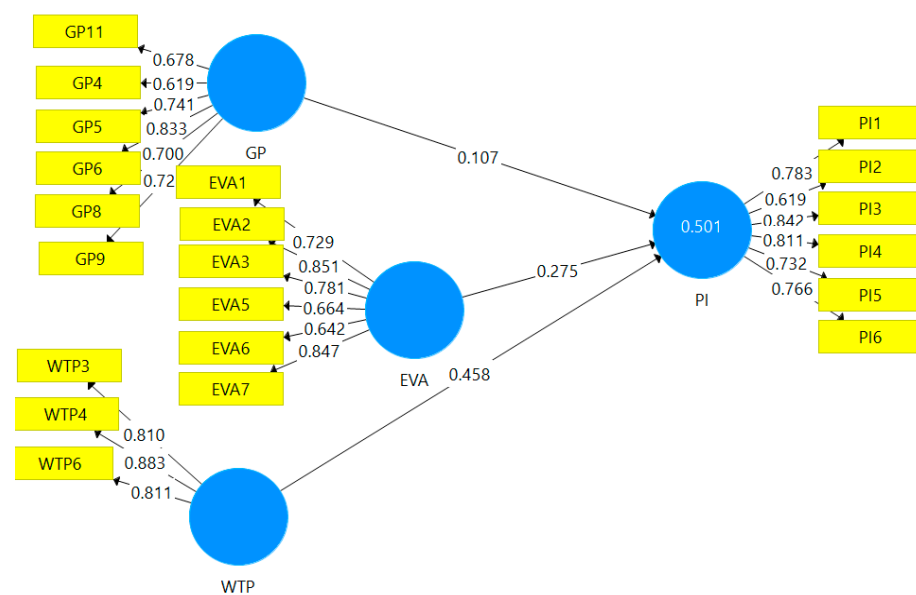 GP11
0.678
GP4
0.619
0.741
GP5
0.833
GP6
0.700
0.72
GP8
GP9
GP
0.107
EVA1
EVA2
0.729
EVA3
0.851
0.781
EVA5
0.664
0.642
EVA6
0.847
EVA7
EVA
0.275
WTP3
WTP4
0.810
WTP6
0.883
0.811
WTP
0.458
0.501
PI
PI1
0.783
PI2
0.619
PI3
0.842
0.811
PI4
0.732
PI5
0.766
PI6